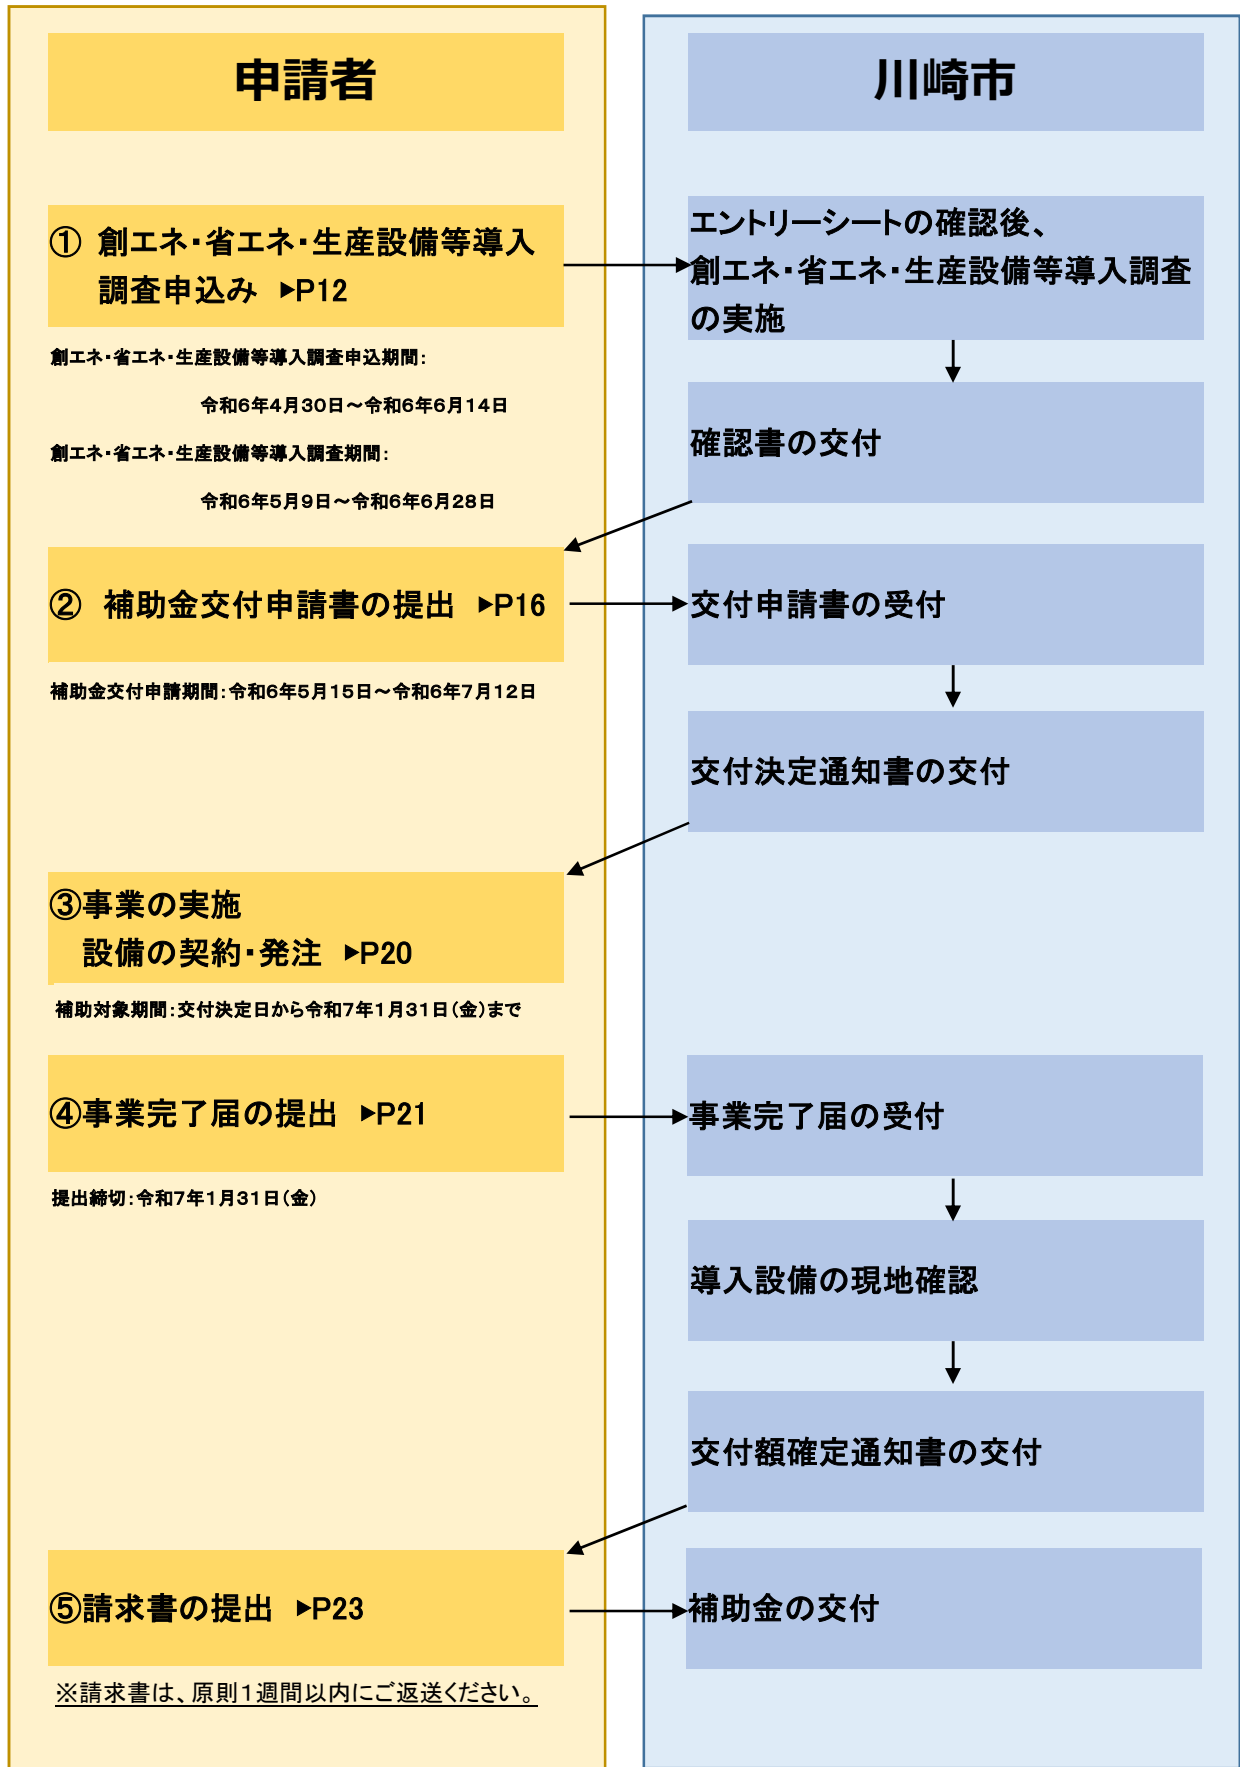 申請者
川崎市
① 創エネ・省エネ・生産設備等導入
調査申込み ▶P12
エントリーシートの確認後、
創エネ・省エネ・生産設備等導入調査
の実施
創エネ・省エネ・生産設備等導入調査申込期間：
令和6年4月30日～令和6年6月14日
創エネ・省エネ・生産設備等導入調査期間：
令和6年5月9日～令和6年6月28日
確認書の交付
② 補助金交付申請書の提出 ▶P16
交付申請書の受付
補助金交付申請期間：令和6年5月15日～令和6年7月12日
交付決定通知書の交付
③事業の実施
設備の契約・発注 ▶P20
補助対象期間：交付決定日から令和7年1月31日（金）まで
④事業完了届の提出 ▶P21
事業完了届の受付
提出締切：令和7年1月31日（金）
導入設備の現地確認
交付額確定通知書の交付
⑤請求書の提出 ▶P23
補助金の交付
※請求書は、原則1週間以内にご返送ください。